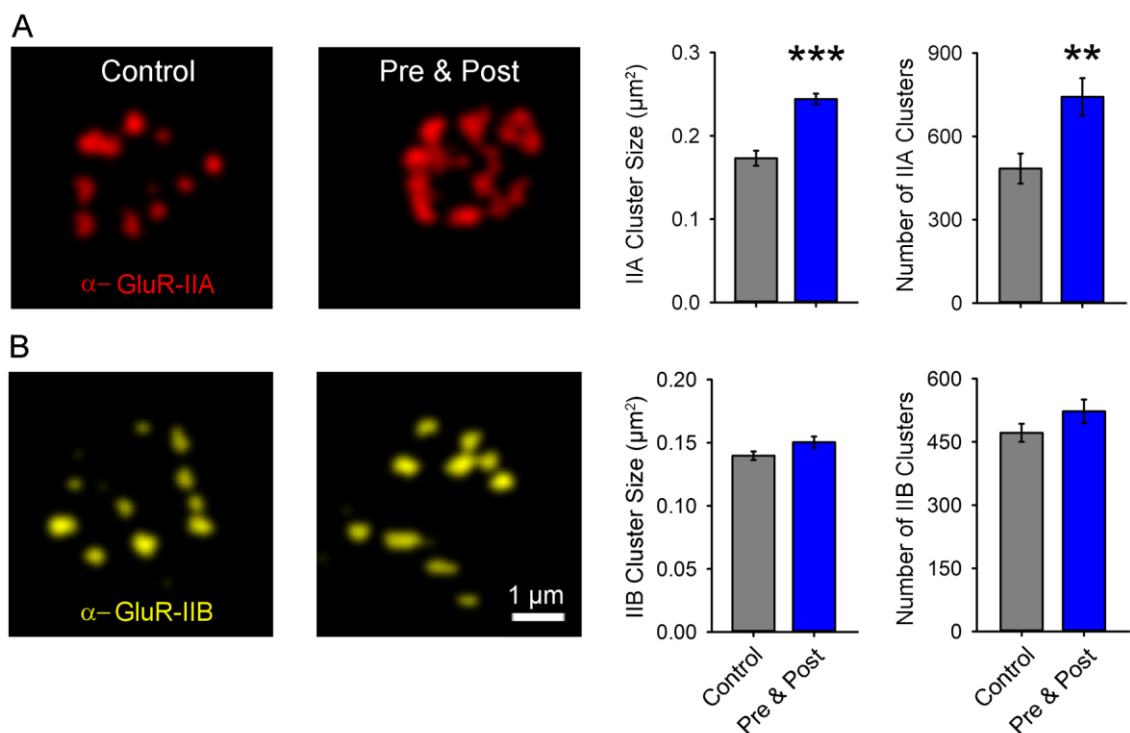 A
Control
Pre & Post
α– GluR-IIA
IIA Cluster Size (µm²)
0.3
0.2
0.1
0.0
***
Number of IIA Clusters
900
600
300
0
**
B
α– GluR-IIB
1 µm
IIB Cluster Size (µm²)
0.20
0.15
0.10
0.05
0.00
Control
Pre & Post
Number of IIB Clusters
600
450
300
150
0
Control
Pre & Post